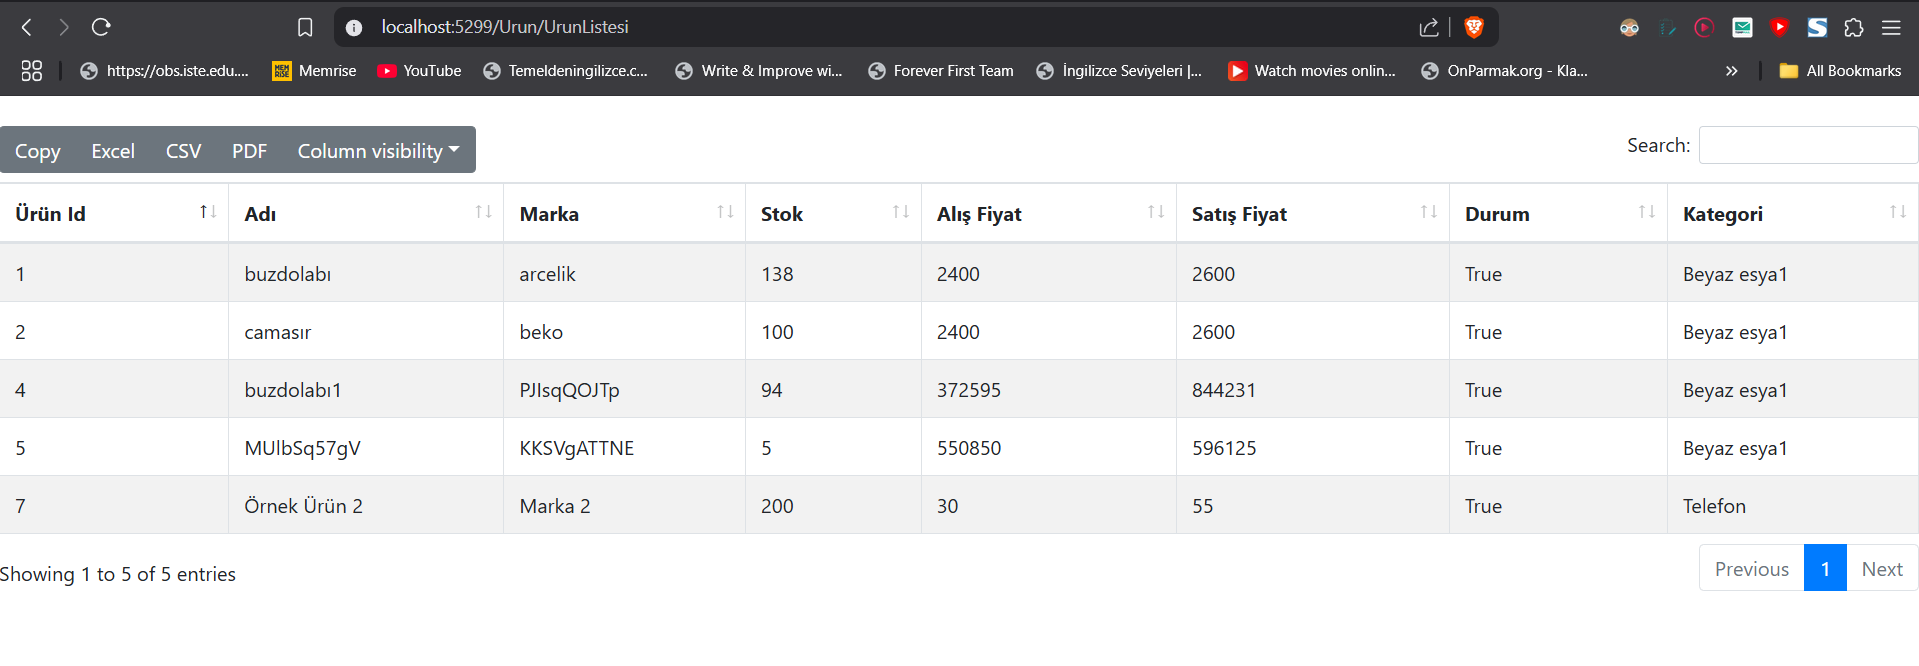 localhost:5299/Urun/UrunListesi
https://obs.iste.edu.... Memrise YouTube Temeldeningilizce.c... Write & Improve wi... Forever First Team İngilizce Seviyeleri |... Watch movies onlin... OnParmak.org - Kla... » All Bookmarks
Copy Excel CSV PDF Column visibility Search:
Ürün Id Adı Marka Stok Alış Fiyat Satış Fiyat Durum Kategori
1 buzdolabı arcelik 138 2400 2600 True Beyaz esya1
2 camasır beko 100 2400 2600 True Beyaz esya1
4 buzdolabı1 PJIsqQOJTp 94 372595 844231 True Beyaz esya1
5 MUlbSq57gV KKSVgATTNE 5 550850 596125 True Beyaz esya1
7 Örnek Ürün 2 Marka 2 200 30 55 True Telefon
Showing 1 to 5 of 5 entries Previous 1 Next